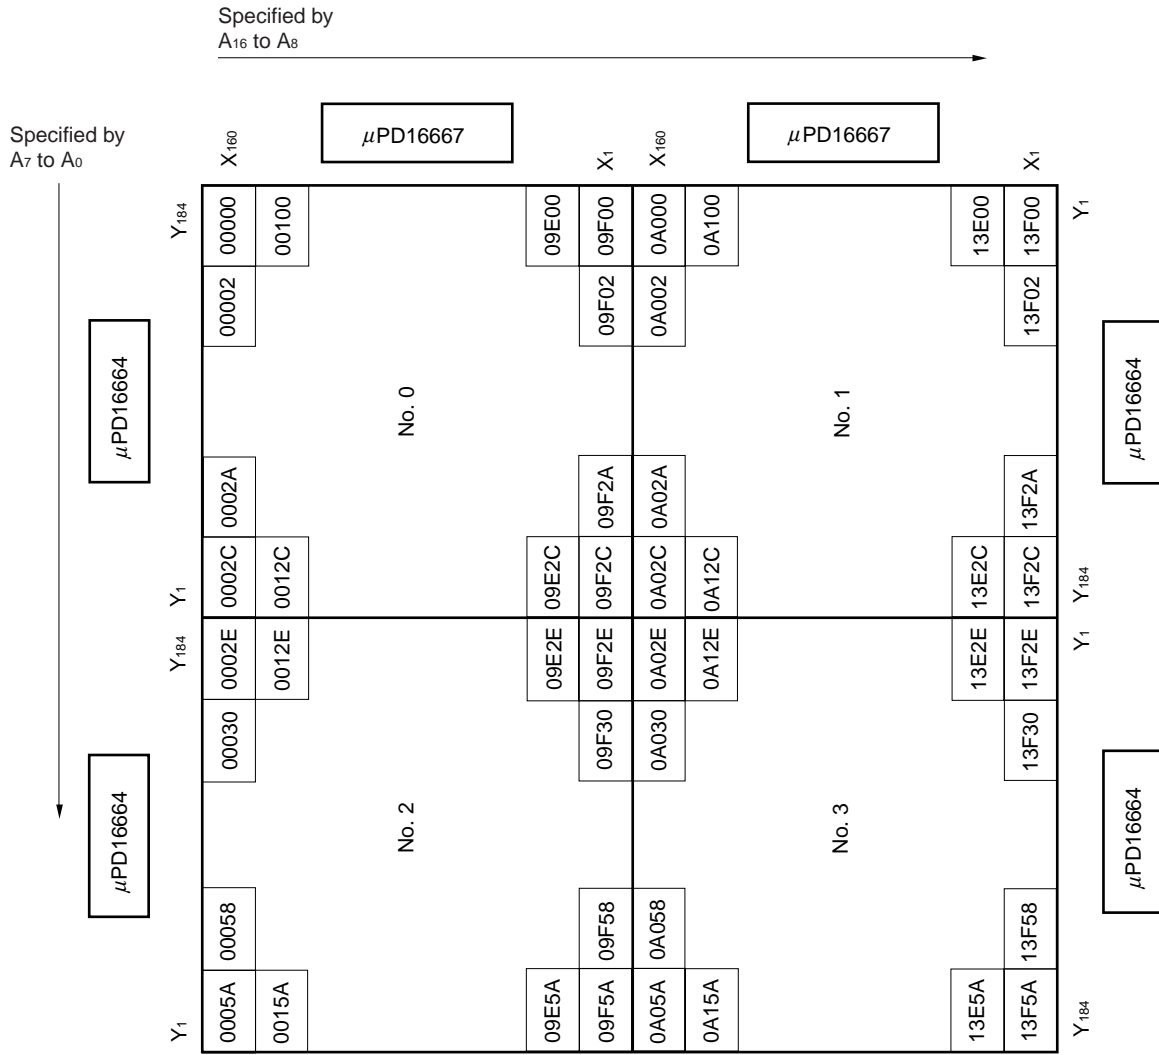 Specified by
A16 to A8
Specified by
A7 to A0
μPD16667
μPD16667
X160
X1
X160
X1
Y184
00000
00100
09E00
09F00
0A000
0A100
13E00
13F00
Y1
00002
09F02
0A002
13F02
μPD16664
No. 0
No. 1
μPD16664
0002A
09F2A
0A02A
13F2A
Y1
0002C
0012C
09E2C
09F2C
0A02C
0A12C
13E2C
13F2C
Y184
Y184
0002E
0012E
09E2E
09F2E
0A02E
0A12E
13E2E
13F2E
Y1
00030
09F30
0A030
13F30
μPD16664
No. 2
No. 3
μPD16664
00058
09F58
0A058
13F58
Y1
0005A
0015A
09E5A
09F5A
0A05A
0A15A
13E5A
13F5A
Y184